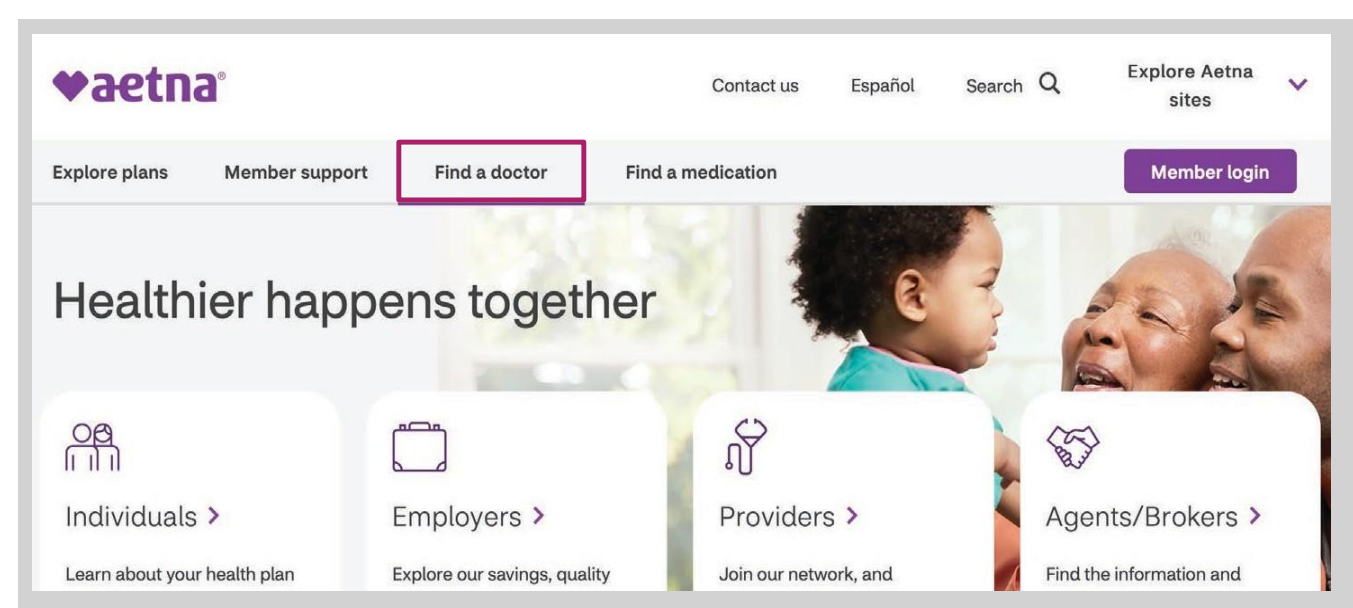 aetna®
Contact us
Español
Search
Explore Aetna
sites
Explore plans
Member support
Find a doctor
Find a medication
Member login
Healthier happens together
Individuals >
Employers >
Providers >
Agents/Brokers >
Learn about your health plan
Explore our savings, quality
Join our network, and
Find the information and